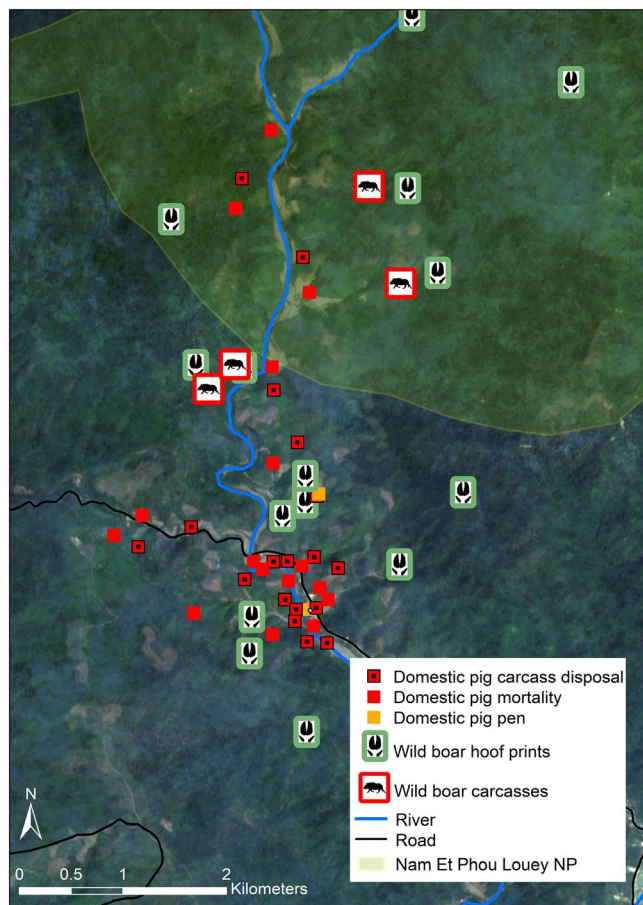 Domestic pig carcass disposal
Domestic pig mortality
Domestic pig pen
Wild boar hoof prints
Wild boar carcasses
River
Road
Nam Et Phou Louey NP
N
0 0.5 1 2
Kilometers